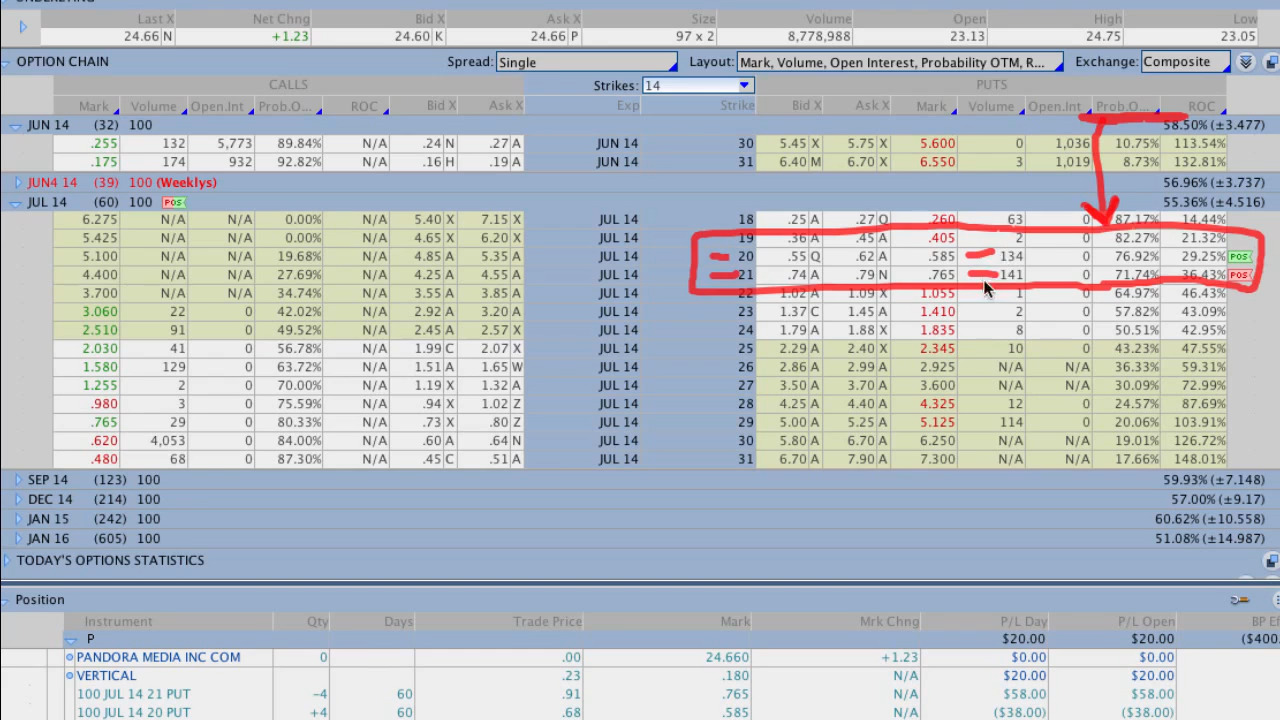 Last X Net Chng Bid X Ask X Size Volume Open High Low
24.66 N +1.23 24.60 K 24.66 P 97 x 2 8,778,988 23.13 24.75 23.05
OPTION CHAIN Spread: Single Layout: Mark, Volume, Open Interest, Probability OTM, R... Exchange: Composite
CALLS Strikes: 14 PUTS
Mark Volume Open.Int Prob.O... ROC Bid X Ask X Exp Strike Bid X Ask X Mark Volume Open.Int Prob.O... ROC
JUN 14 (32) 100 58.50% (±3.477)
.255 132 5,773 89.84% N/A .24 N .27 A JUN 14 30 5.45 X 5.75 X 5.600 0 1,036 10.75% 113.54%
.175 174 932 92.82% N/A .16 H .19 A JUN 14 31 6.40 M 6.70 X 6.550 3 1,019 8.73% 132.81%
JUN4 14 (39) 100 (Weeklys) 56.96% (±3.737)
JUL 14 (60) 100 POS 55.36% (±4.516)
6.275 N/A N/A 0.00% N/A 5.40 X 7.15 X JUL 14 18 .25 A .27 Q .260 63 0 87.17% 14.44%
5.425 N/A N/A 0.00% N/A 4.65 X 6.20 X JUL 14 19 .36 A .45 A .405 2 0 82.27% 21.32%
5.100 N/A N/A 19.68% N/A 4.85 A 5.35 A JUL 14 20 .55 Q .62 A .585 134 0 76.92% 29.25% POS
4.400 N/A N/A 27.69% N/A 4.25 A 4.55 A JUL 14 21 .74 A .79 N .765 141 0 71.74% 36.43% POS
3.700 N/A N/A 34.74% N/A 3.55 A 3.85 A JUL 14 22 1.02 A 1.09 X 1.055 1 0 64.97% 46.43%
3.060 22 0 42.02% N/A 2.92 A 3.20 A JUL 14 23 1.37 C 1.45 A 1.410 2 0 57.82% 43.09%
2.510 91 0 49.52% N/A 2.45 A 2.57 X JUL 14 24 1.79 A 1.88 X 1.835 8 0 50.51% 42.95%
2.030 41 0 56.78% N/A 1.99 C 2.07 X JUL 14 25 2.29 A 2.40 X 2.345 10 0 43.23% 47.55%
1.580 129 0 63.72% N/A 1.51 A 1.65 W JUL 14 26 2.86 A 2.99 A 2.925 N/A N/A 36.33% 59.31%
1.255 2 0 70.00% N/A 1.19 X 1.32 A JUL 14 27 3.50 A 3.70 A 3.600 N/A 0 30.09% 72.99%
.980 3 0 75.59% N/A .94 X 1.02 Z JUL 14 28 4.25 A 4.40 A 4.325 12 0 24.57% 87.69%
.765 29 0 80.33% N/A .73 X .80 Z JUL 14 29 5.00 A 5.25 A 5.125 114 0 20.06% 103.91%
.620 4,053 0 84.00% N/A .60 A .64 N JUL 14 30 5.80 A 6.70 A 6.250 N/A N/A 19.01% 126.72%
.480 68 0 87.30% N/A .45 C .51 A JUL 14 31 6.70 A 7.90 A 7.300 N/A N/A 17.66% 148.01%
SEP 14 (123) 100 59.93% (±7.148)
DEC 14 (214) 100 57.00% (±9.17)
JAN 15 (242) 100 60.62% (±10.558)
JAN 16 (605) 100 51.08% (±14.987)
TODAY'S OPTIONS STATISTICS
Position
Instrument Qty Days Trade Price Mark Mrk Chng P/L Day P/L Open
P $20.00 $20.00 ($400.
PANDORA MEDIA INC COM 0 .00 24.660 +1.23 $0.00 $0.00
VERTICAL .23 .180 N/A $20.00 $20.00
100 JUL 14 21 PUT -4 60 .91 .765 N/A $58.00 $58.00
100 JUL 14 20 PUT +4 60 .68 .585 N/A ($38.00) ($38.00)